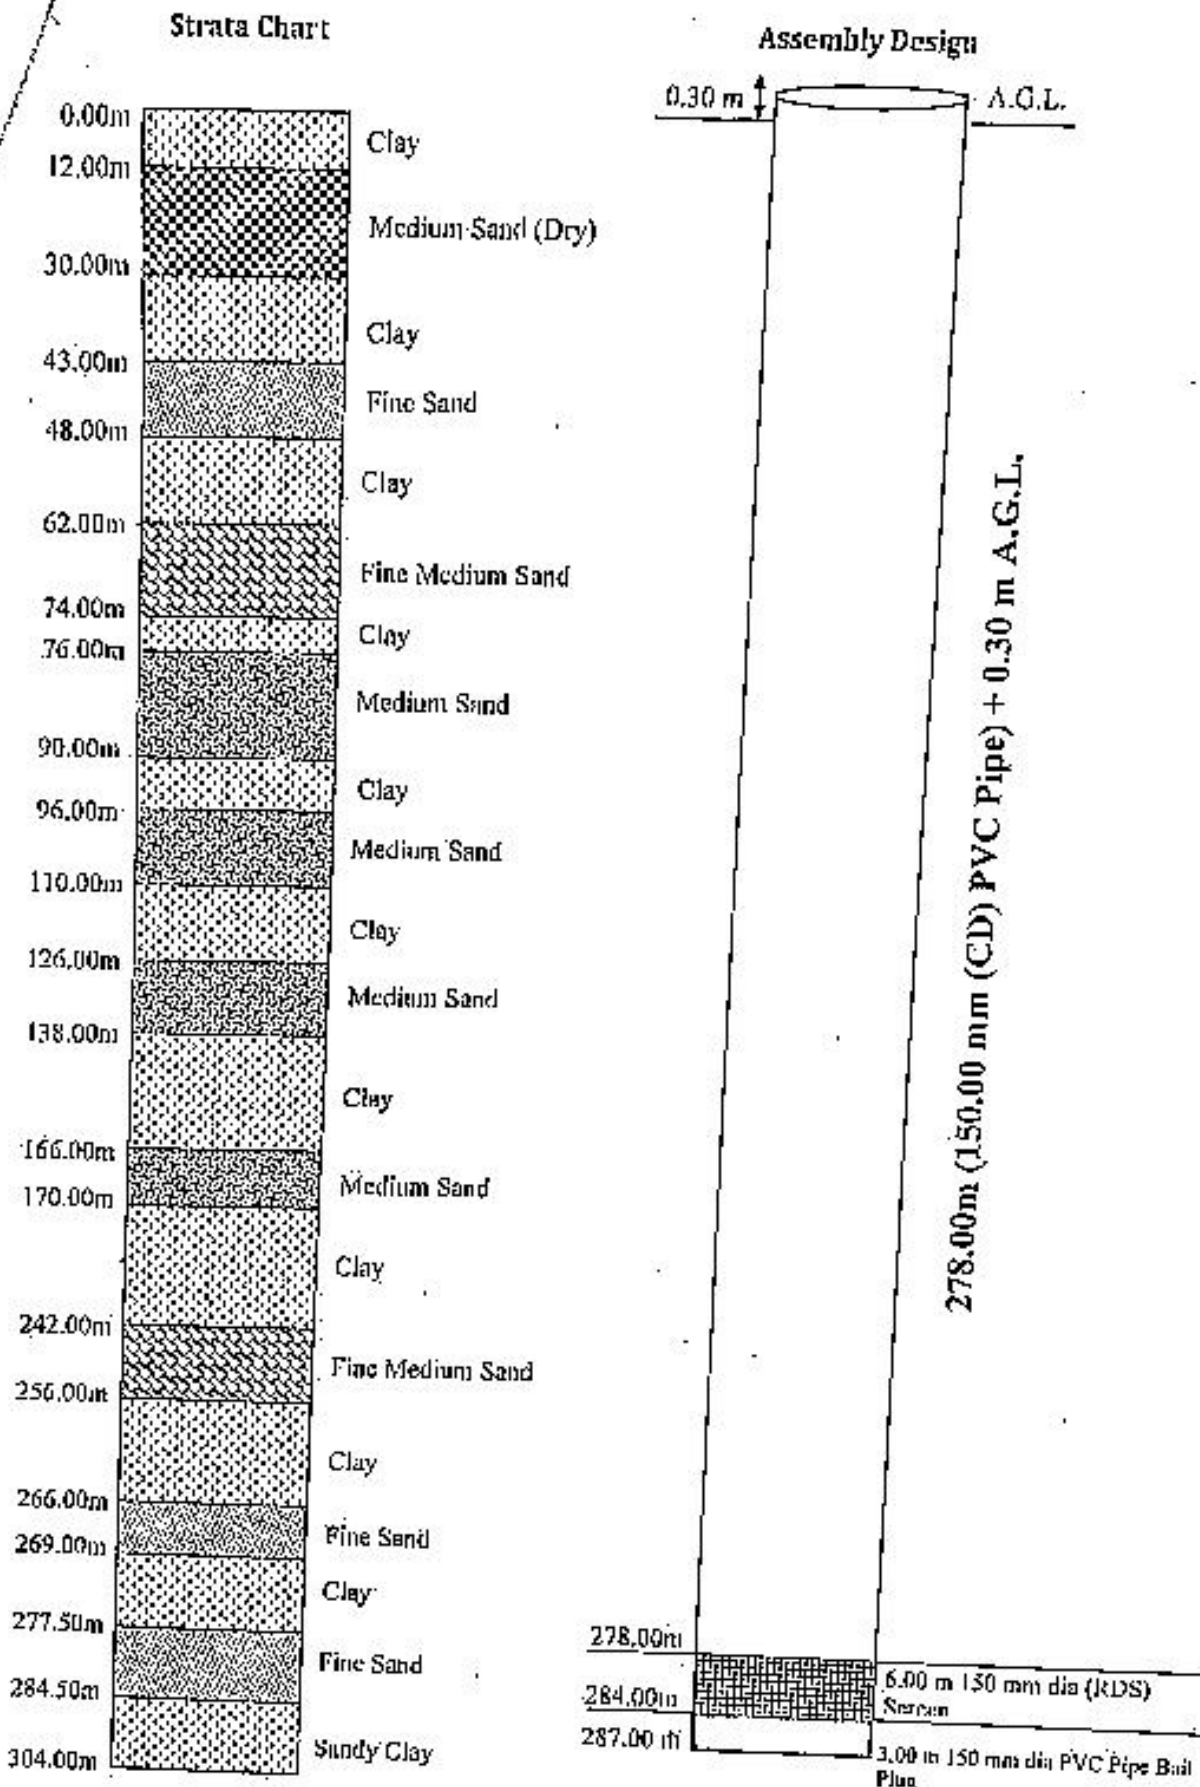 Strata Chart
0.00m
Clay
12.00m
Medium Sand (Dry)
30.00m
Clay
43.00m
Fine Sand
48.00m
Clay
62.00m
Fine Medium Sand
74.00m
Clay
76.00m
Medium Sand
90.00m
Clay
96.00m
Medium Sand
110.00m
Clay
126.00m
Medium Sand
138.00m
Clay
166.00m
Medium Sand
170.00m
Clay
242.00m
Fine Medium Sand
256.00m
Clay
266.00m
Fine Sand
269.00m
Clay
277.50m
Fine Sand
284.50m
Sandy Clay
304.00m
Assembly Design
0.30 m
A.G.L.
278.00m (150.00 mm (CD) PVC Pipe) + 0.30 m A.G.L.
278.00m
6.00 m 150 mm dia (RDS)
Screen
284.00m
287.00 m
3.00 m 150 mm dia PVC Pipe Bail
Plug